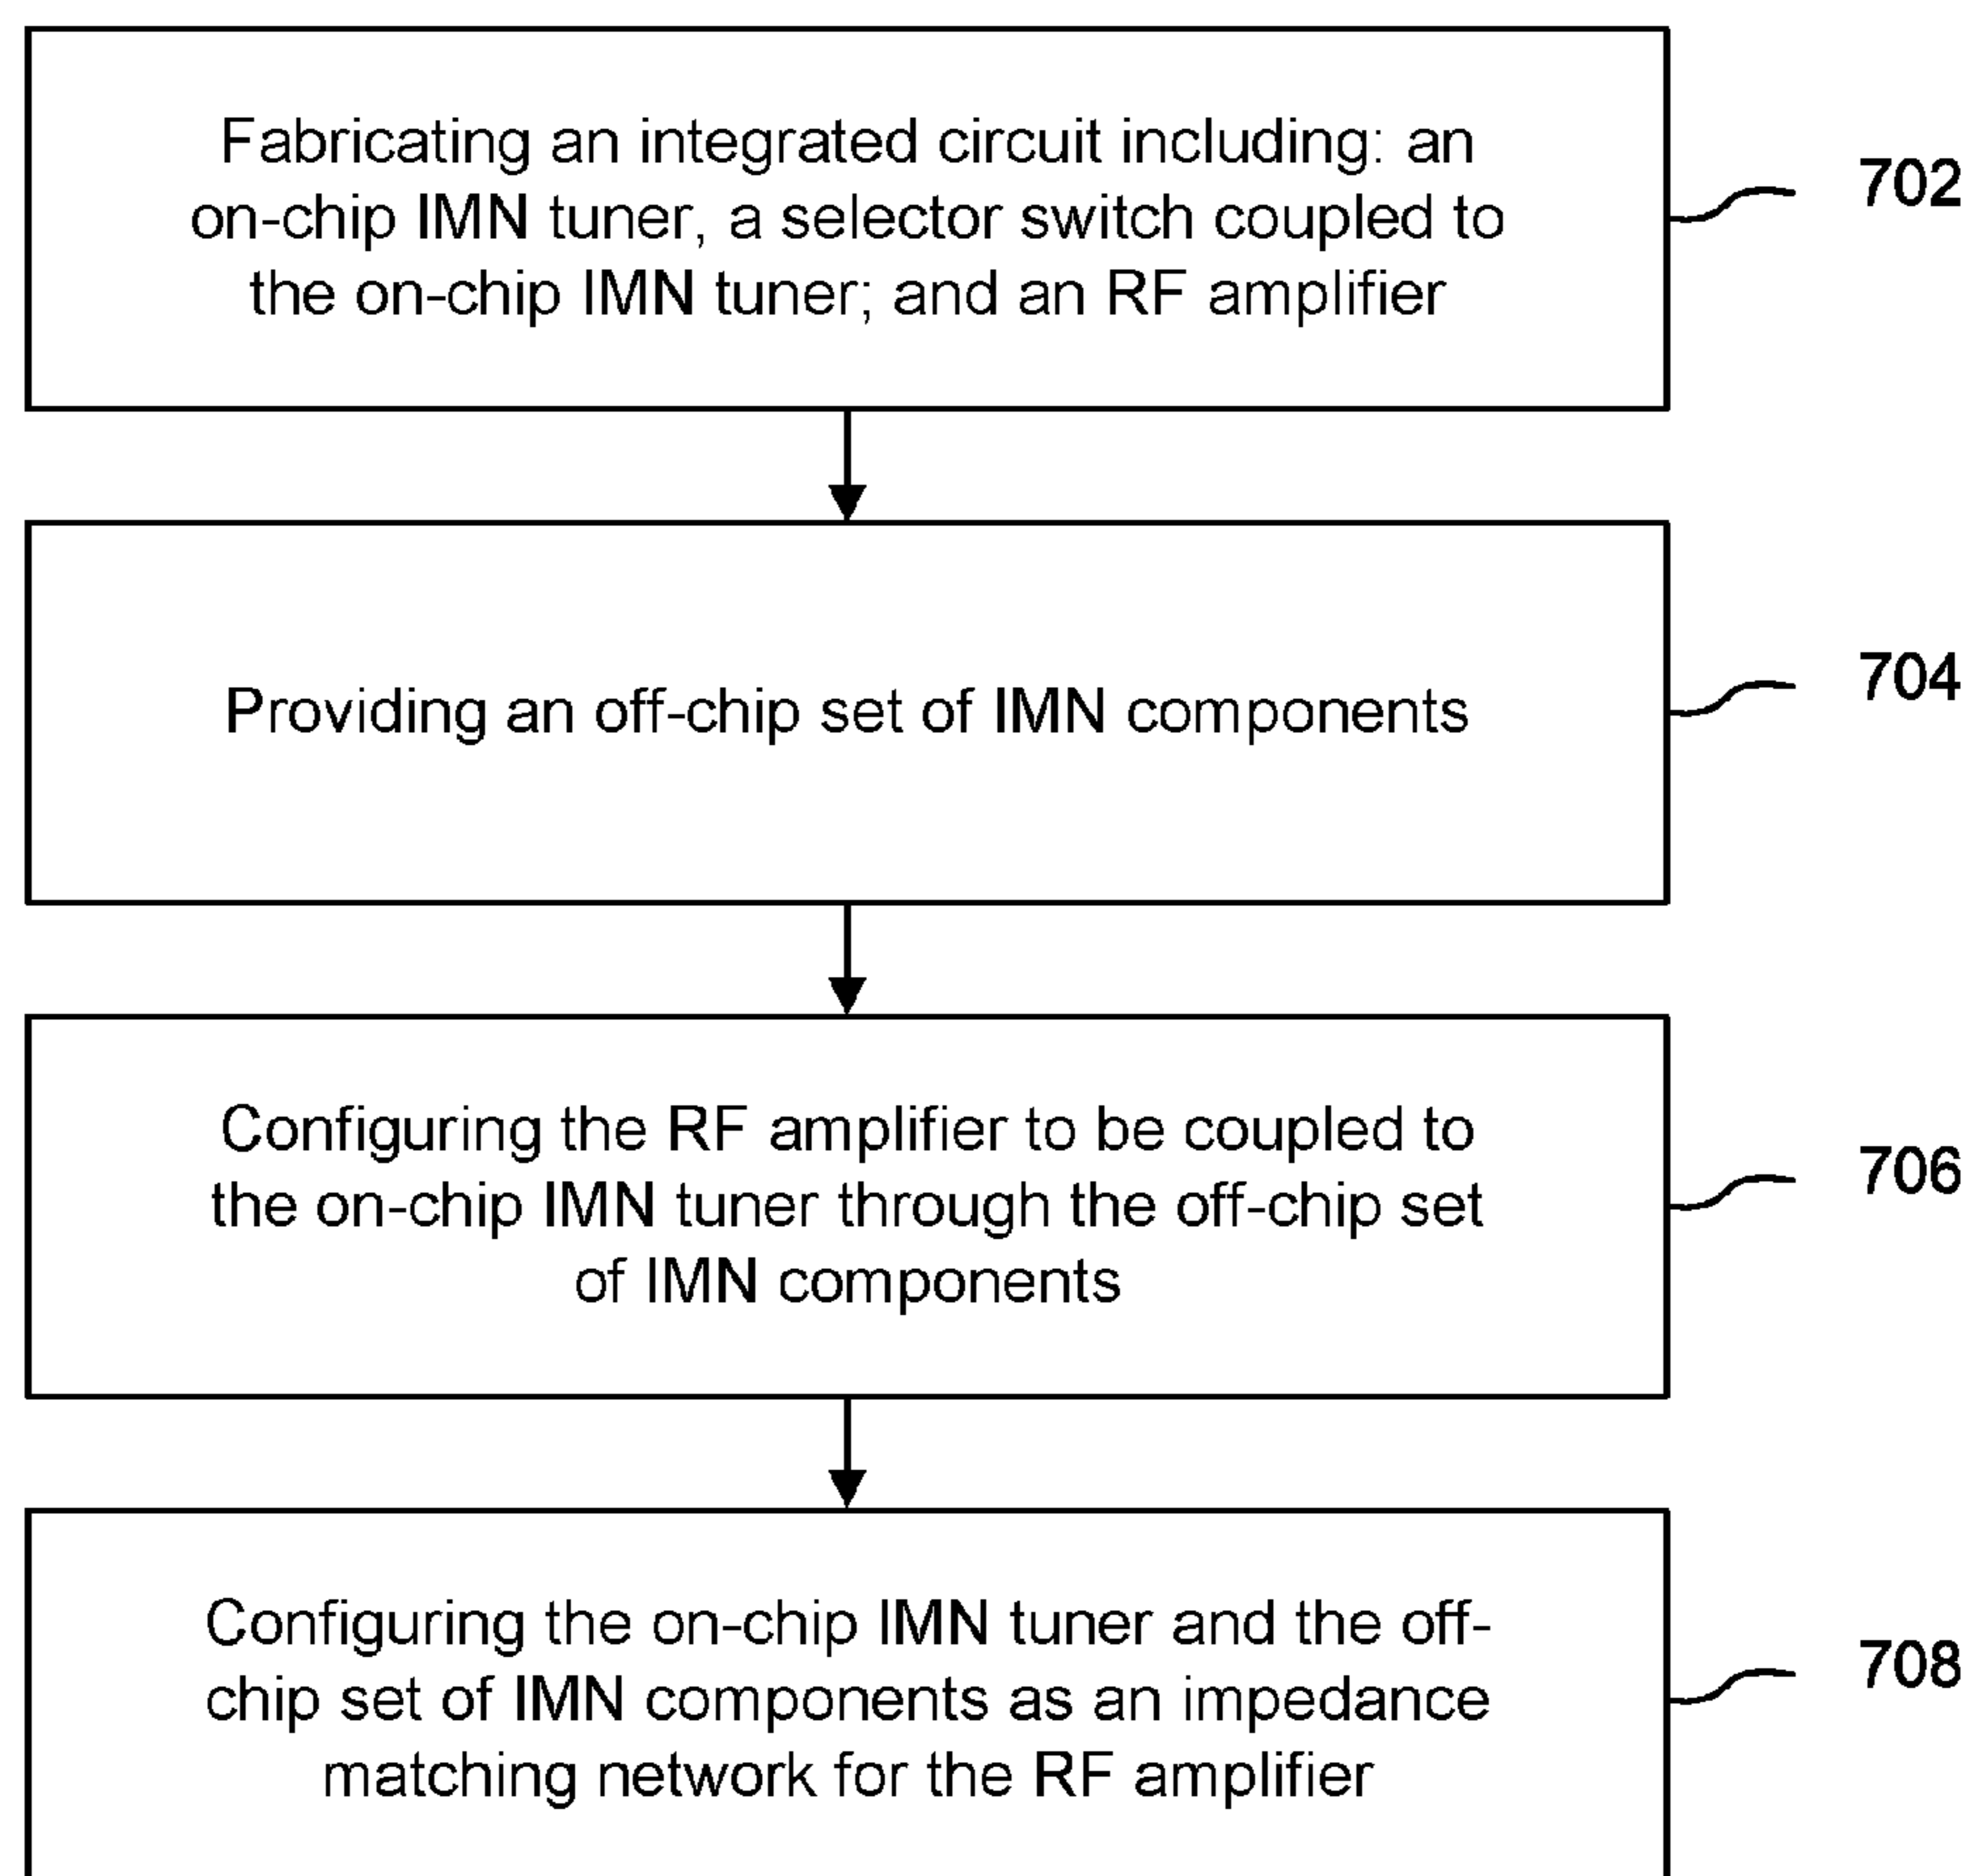 Fabricating an integrated circuit including: an
on-chip IMN tuner, a selector switch coupled to
the on-chip IMN tuner; and an RF amplifier
702
Providing an off-chip set of IMN components
704
Configuring the RF amplifier to be coupled to
the on-chip IMN tuner through the off-chip set
of IMN components
706
Configuring the on-chip IMN tuner and the off-
chip set of IMN components as an impedance
matching network for the RF amplifier
708